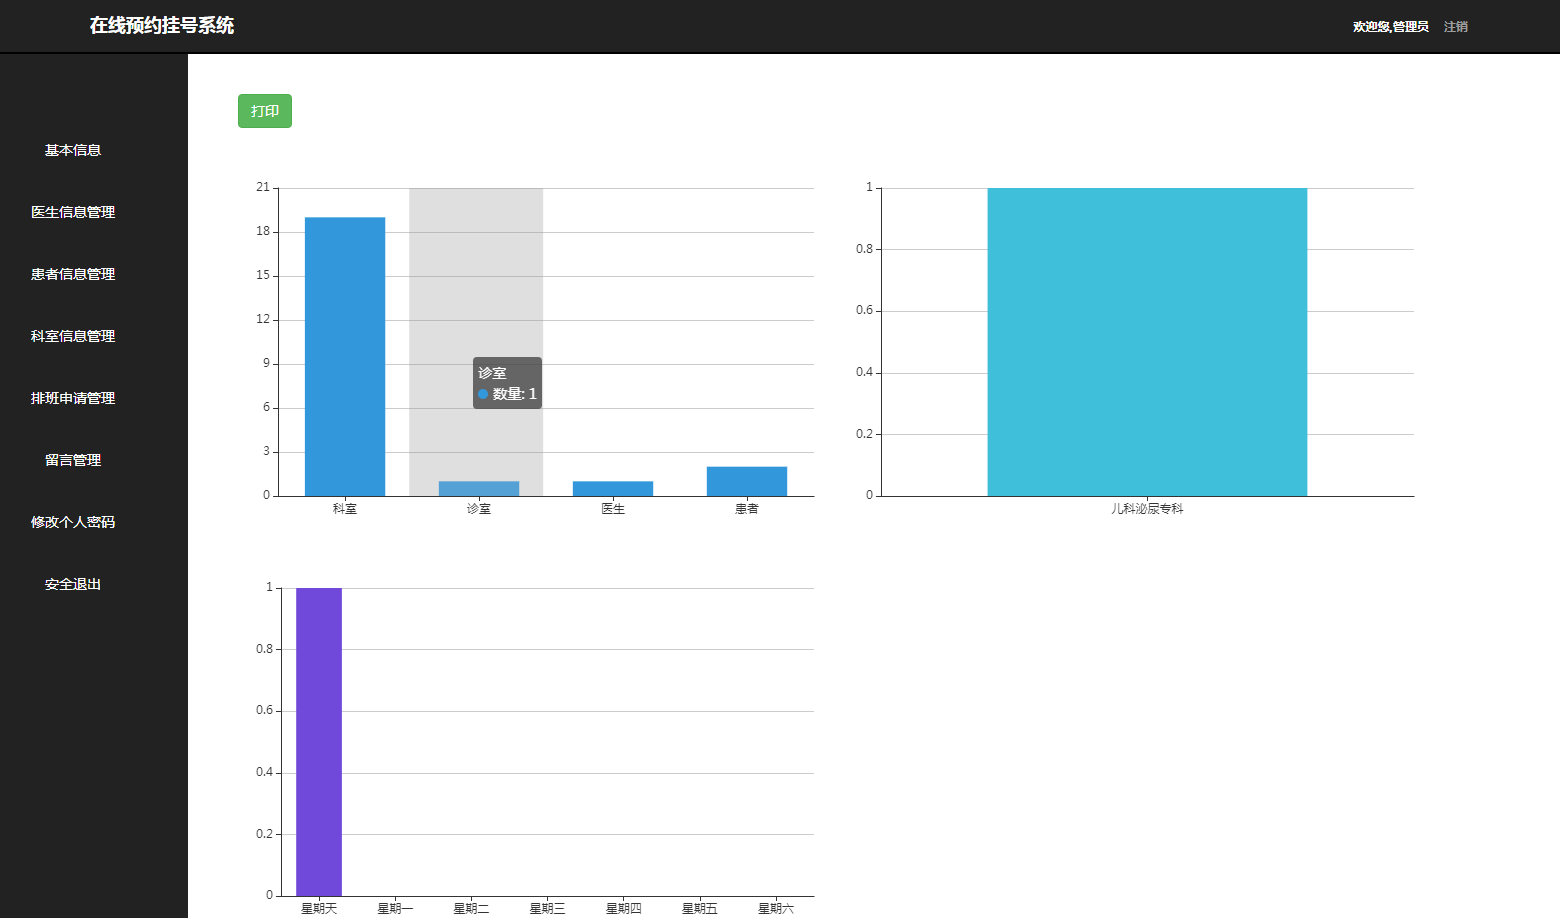 在线预约挂号系统
欢迎您,管理员 注销
基本信息
医生信息管理
患者信息管理
科室信息管理
排班申请管理
留言管理
修改个人密码
安全退出
打印
21
18
15
12
9
6
3
0
科室 诊室 医生 患者
诊室
数量: 1
1
0.8
0.6
0.4
0.2
0
儿科泌尿专科
1
0.8
0.6
0.4
0.2
0
星期天 星期一 星期二 星期三 星期四 星期五 星期六